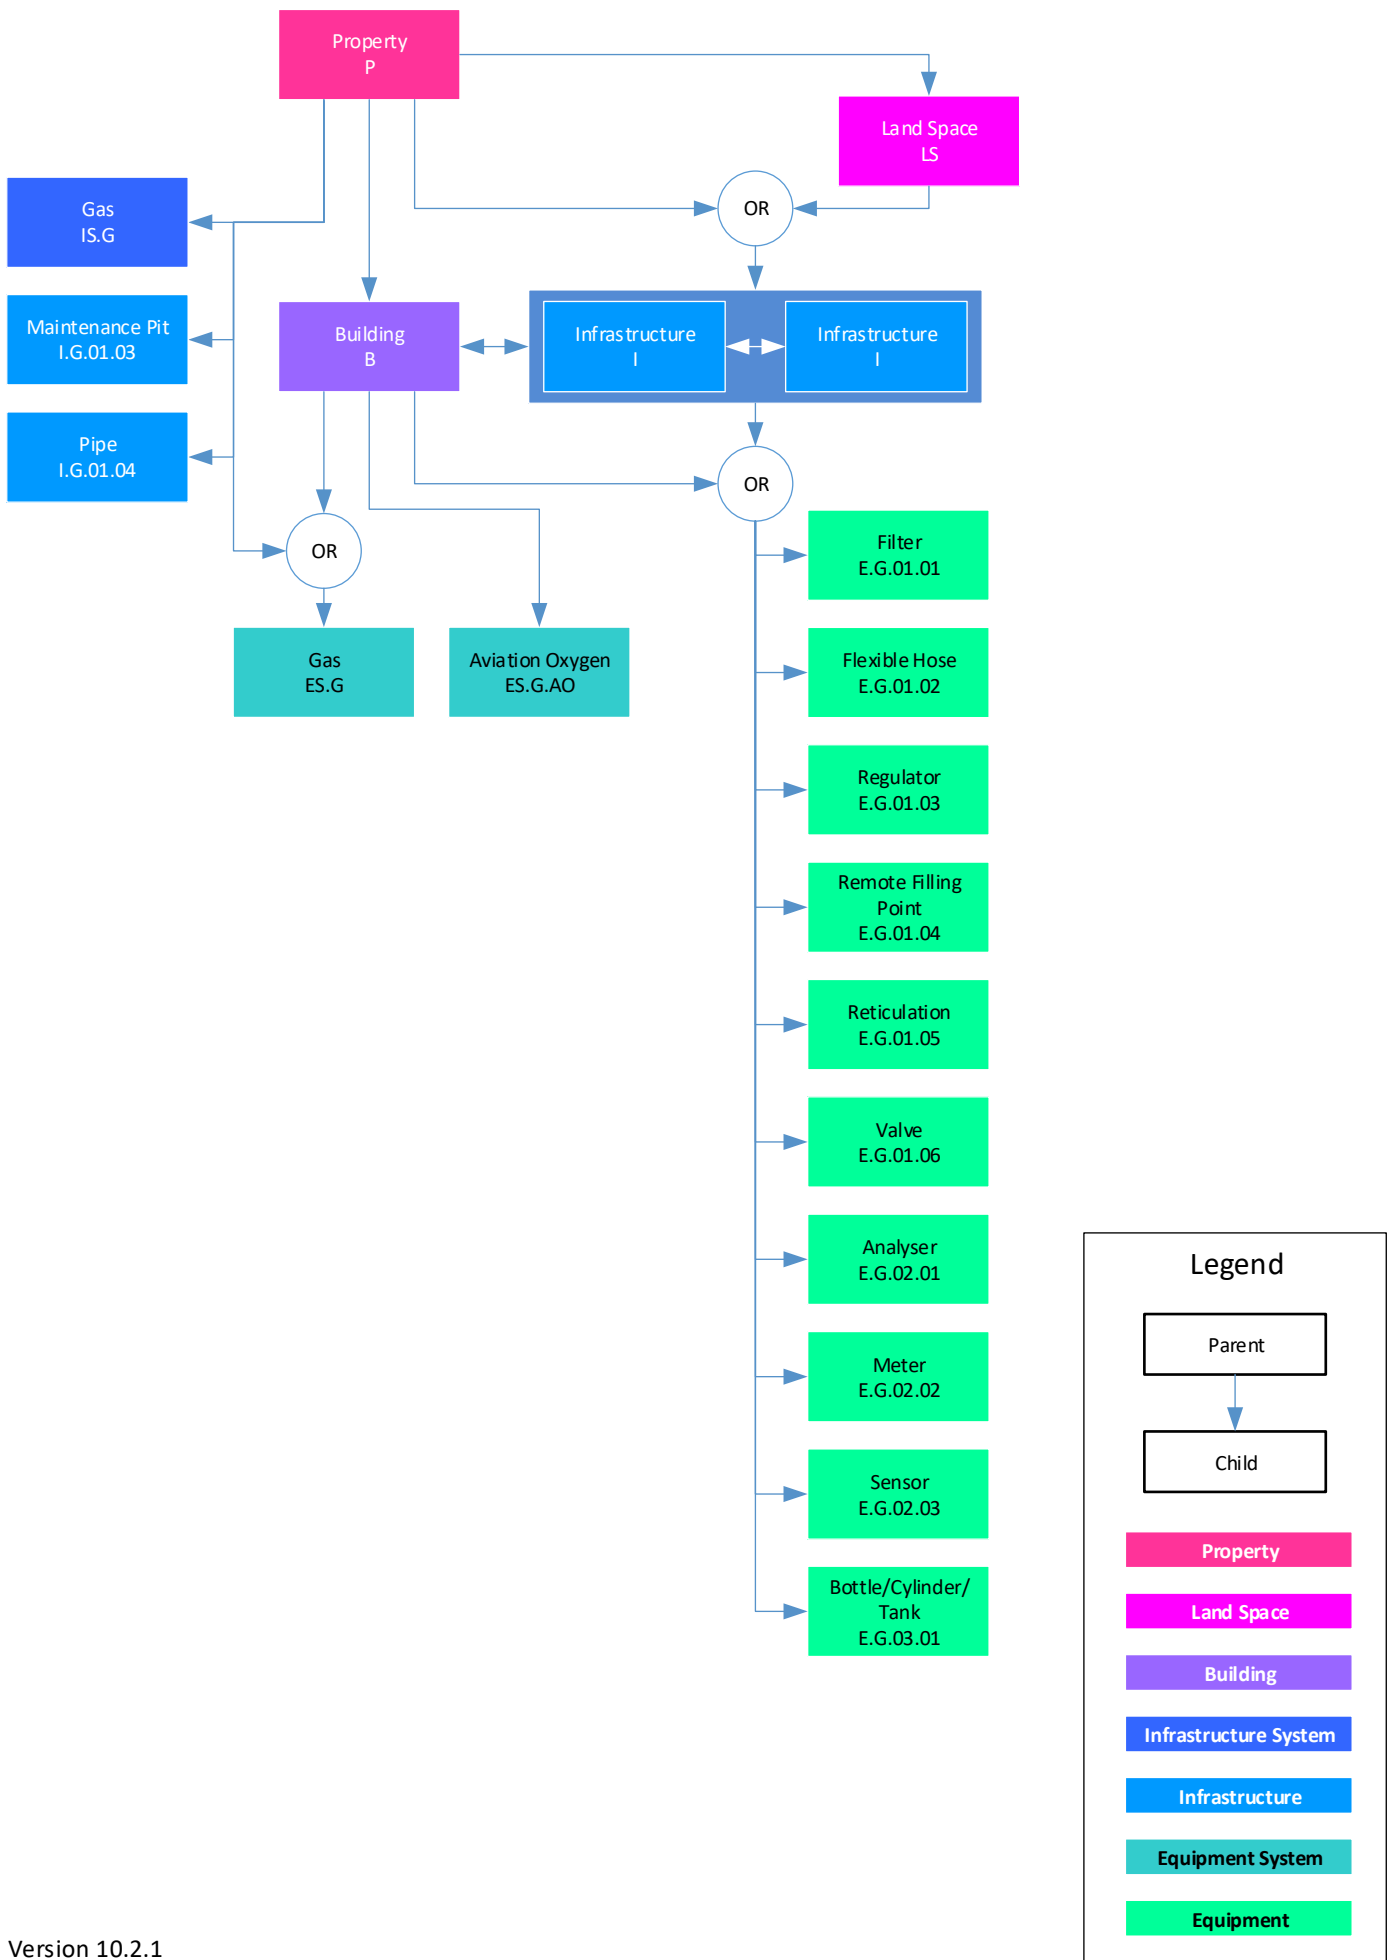 Property
P
Land Space
LS
OR
Gas
IS.G
Maintenance Pit
I.G.01.03
Building
B
Infrastructure
I
Infrastructure
I
Pipe
I.G.01.04
OR
OR
Gas
ES.G
Aviation Oxygen
ES.G.AO
Filter
E.G.01.01
Flexible Hose
E.G.01.02
Regulator
E.G.01.03
Remote Filling
Point
E.G.01.04
Reticulation
E.G.01.05
Valve
E.G.01.06
Analyser
E.G.02.01
Meter
E.G.02.02
Sensor
E.G.02.03
Bottle/Cylinder/
Tank
E.G.03.01
Legend
Parent
Child
Property
Land Space
Building
Infrastructure System
Infrastructure
Equipment System
Equipment
Version 10.2.1